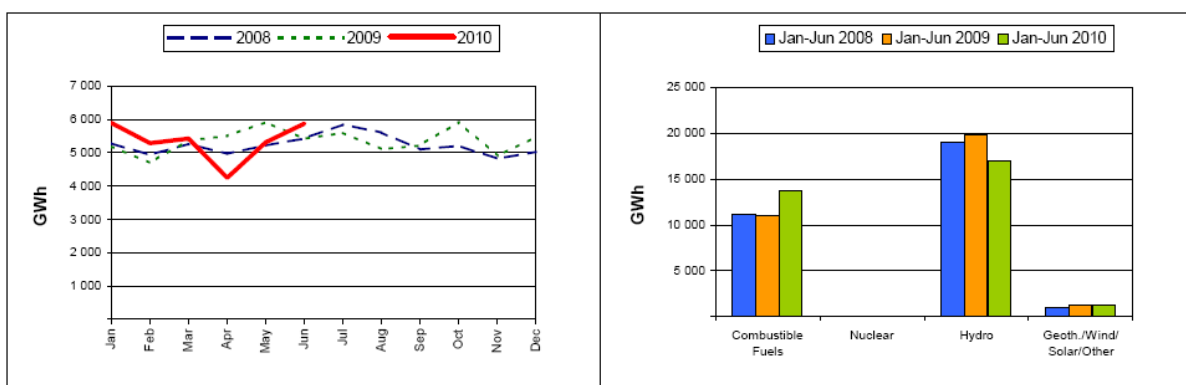 2008 2009 2010
7 000
6 000
5 000
4 000
3 000
2 000
1 000
GWh
Jan
Feb
Mar
Apr
May
Jun
Jul
Aug
Sep
Oct
Nov
Dec
Jan-Jun 2008 Jan-Jun 2009 Jan-Jun 2010
25 000
20 000
15 000
10 000
5 000
GWh
Combustible
Fuels
Nuclear
Hydro
Geoth./Wind/
Solar/Other